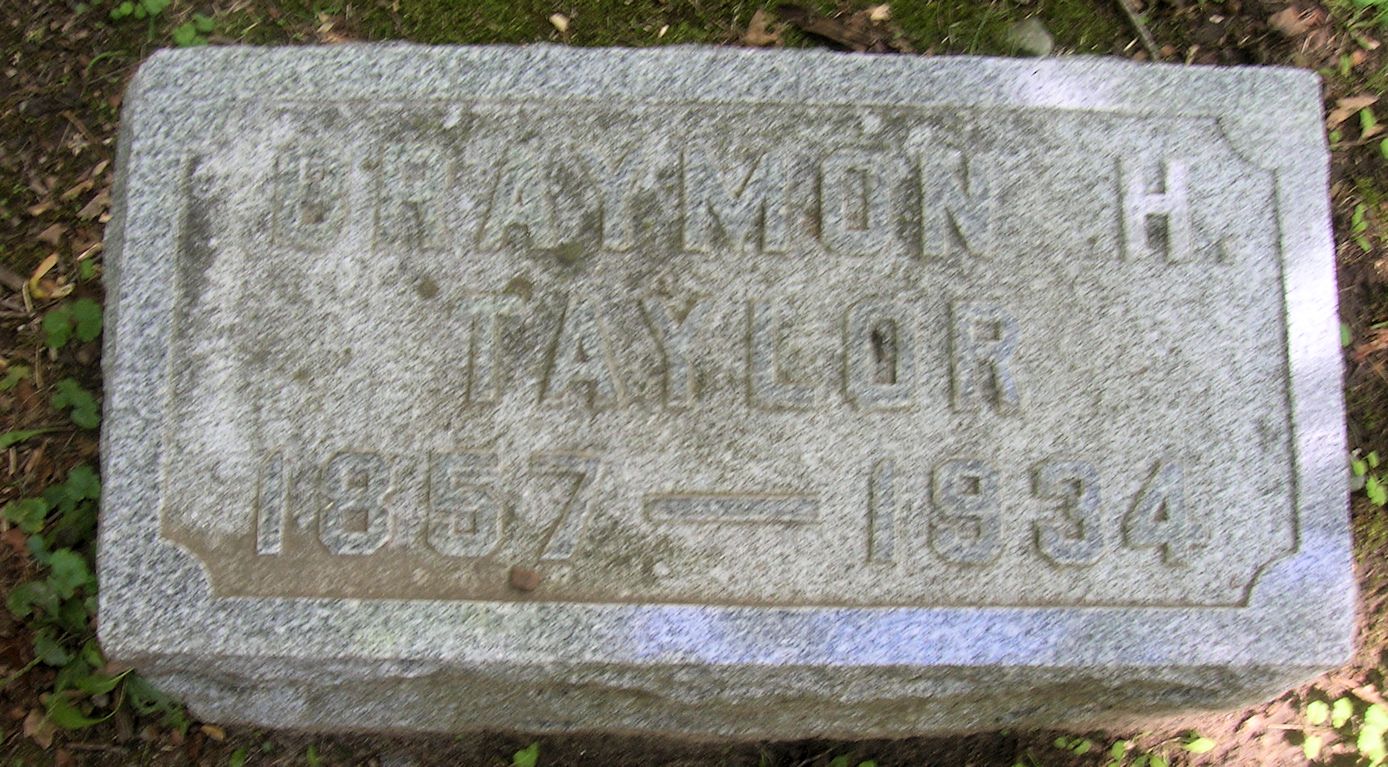 DRAYMON H.
TAYLOR
1857 — 1934